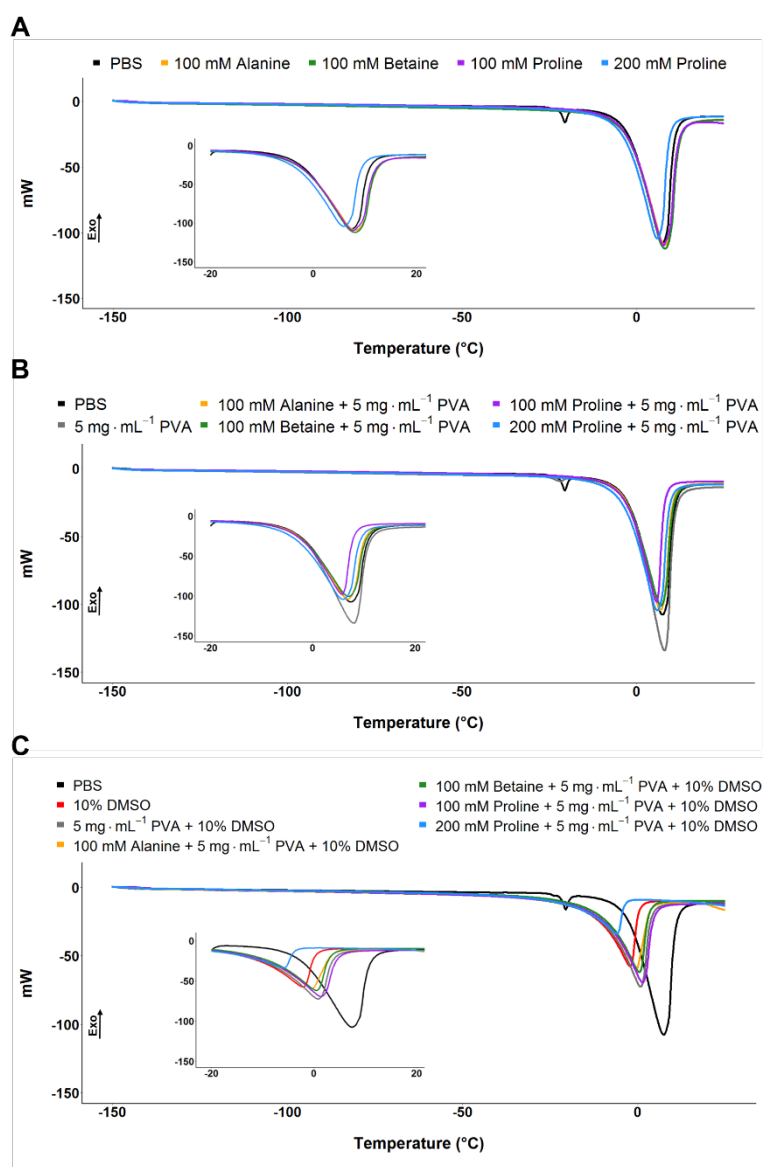 A
PBS 100 mM Alanine 100 mM Betaine 100 mM Proline 200 mM Proline
0
-50
-100
-150
mW
Exo
0
-50
-100
-150
-20 0 20
-150 -100 -50 0
Temperature (°C)
B
PBS 100 mM Alanine + 5 mg · mL⁻¹ PVA 100 mM Proline + 5 mg · mL⁻¹ PVA
5 mg · mL⁻¹ PVA 100 mM Betaine + 5 mg · mL⁻¹ PVA 200 mM Proline + 5 mg · mL⁻¹ PVA
0
-50
-100
-150
mW
Exo
0
-50
-100
-150
-20 0 20
-150 -100 -50 0
Temperature (°C)
C
PBS 100 mM Betaine + 5 mg · mL⁻¹ PVA + 10% DMSO
10% DMSO 100 mM Proline + 5 mg · mL⁻¹ PVA + 10% DMSO
5 mg · mL⁻¹ PVA + 10% DMSO 200 mM Proline + 5 mg · mL⁻¹ PVA + 10% DMSO
100 mM Alanine + 5 mg · mL⁻¹ PVA + 10% DMSO
0
-50
-100
-150
mW
Exo
0
-50
-100
-150
-20 0 20
-150 -100 -50 0
Temperature (°C)